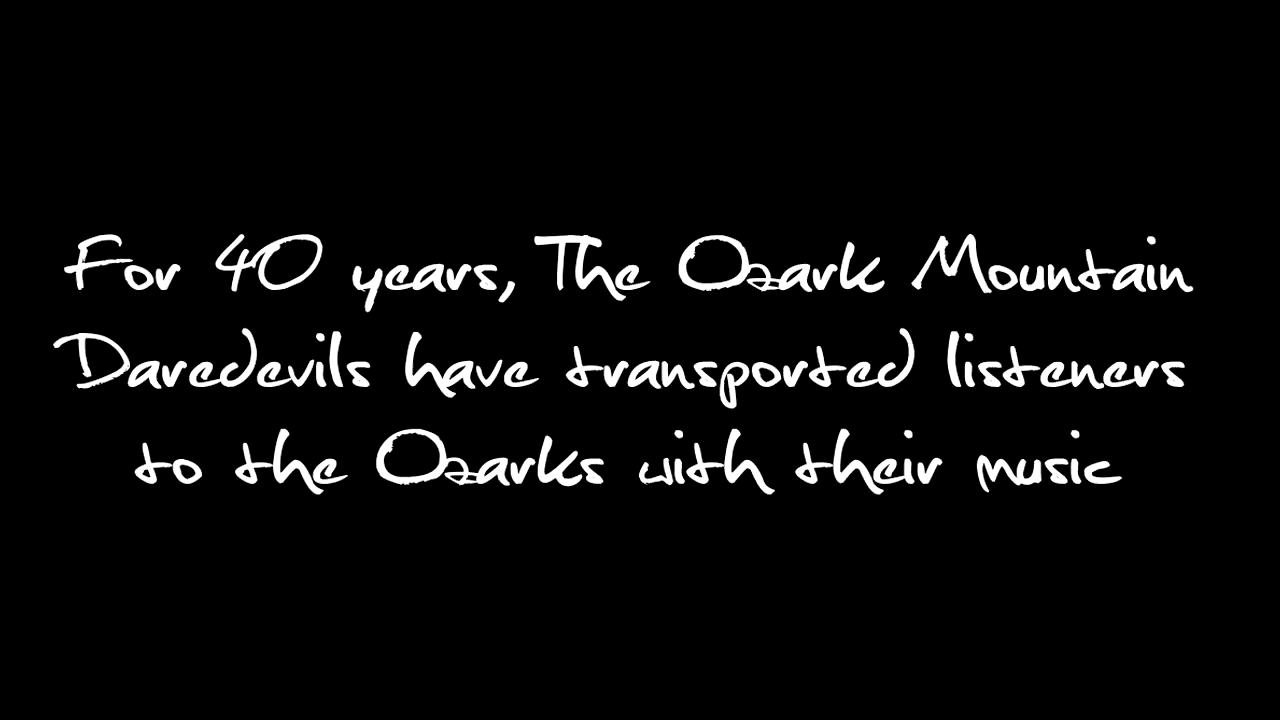 For 40 years, The Ozark Mountain
Daredevils have transported listeners
to the Ozarks with their music